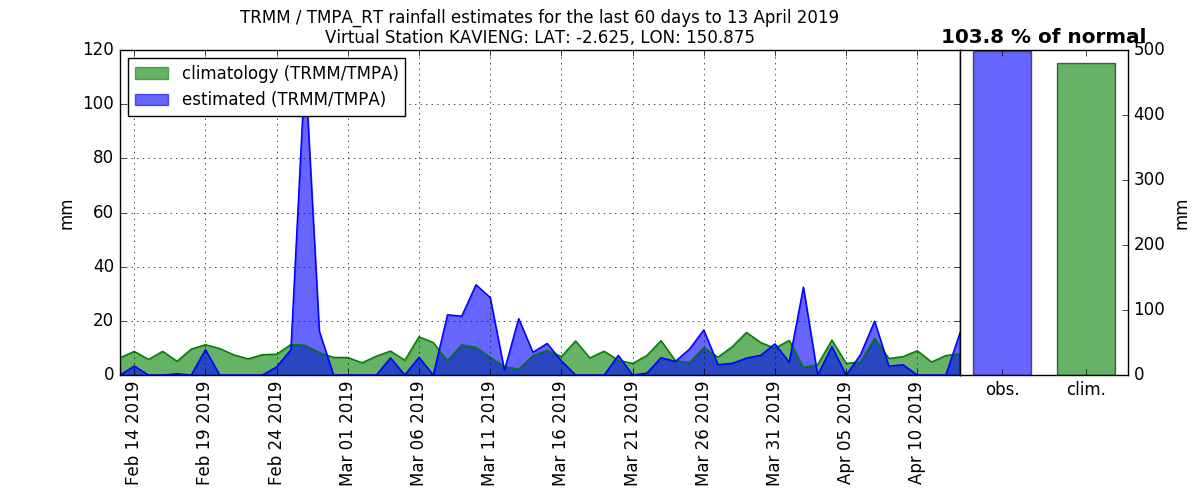 TRMM / TMPA_RT rainfall estimates for the last 60 days to 13 April 2019
Virtual Station KAVIENG: LAT: -2.625, LON: 150.875
103.8 % of normal
climatology (TRMM/TMPA)
estimated (TRMM/TMPA)
120
100
80
60
40
20
0
mm
500
400
300
200
100
0
mm
obs.
clim.
Feb 14 2019
Feb 19 2019
Feb 24 2019
Mar 01 2019
Mar 06 2019
Mar 11 2019
Mar 16 2019
Mar 21 2019
Mar 26 2019
Mar 31 2019
Apr 05 2019
Apr 10 2019